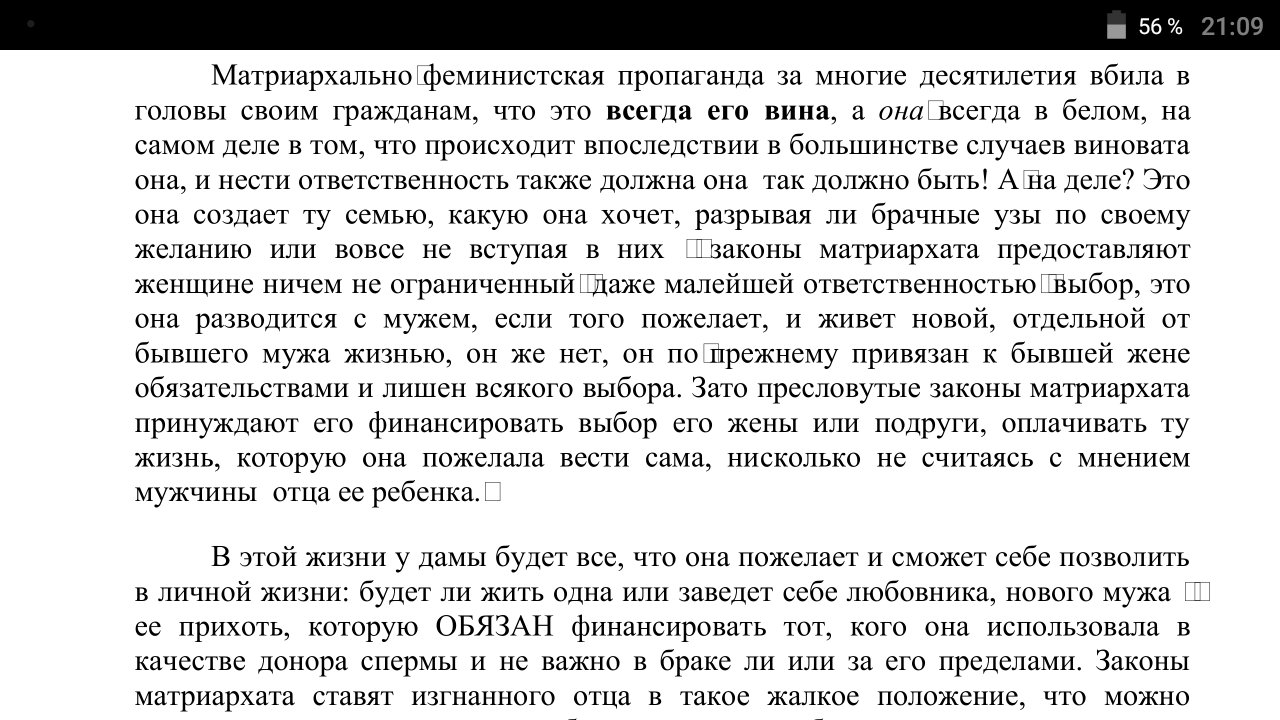 56 % 21:09
Матриархально□феминистская пропаганда за многие десятилетия вбила в
головы своим гражданам, что это всегда его вина, а она□всегда в белом, на
самом деле в том, что происходит впоследствии в большинстве случаев виновата
она, и нести ответственность также должна она  так должно быть! А□на деле? Это
она создает ту семью, какую она хочет, разрывая ли брачные узы по своему
желанию или вовсе не вступая в них □□законы матриархата предоставляют
женщине ничем не ограниченный□□даже малейшей ответственностью□□выбор, это
она разводится с мужем, если того пожелает, и живет новой, отдельной от
бывшего мужа жизнью, он же нет, он по□прежнему привязан к бывшей жене
обязательствами и лишен всякого выбора. Зато пресловутые законы матриархата
принуждают его финансировать выбор его жены или подруги, оплачивать ту
жизнь, которую она пожелала вести сама, нисколько не считаясь с мнением
мужчины  отца ее ребенка.□
В этой жизни у дамы будет все, что она пожелает и сможет себе позволить
в личной жизни: будет ли жить одна или заведет себе любовника, нового мужа □□
ее прихоть, которую ОБЯЗАН финансировать тот, кого она использовала в
качестве донора спермы и не важно в браке ли или за его пределами. Законы
матриархата ставят изгнанного отца в такое жалкое положение, что можно